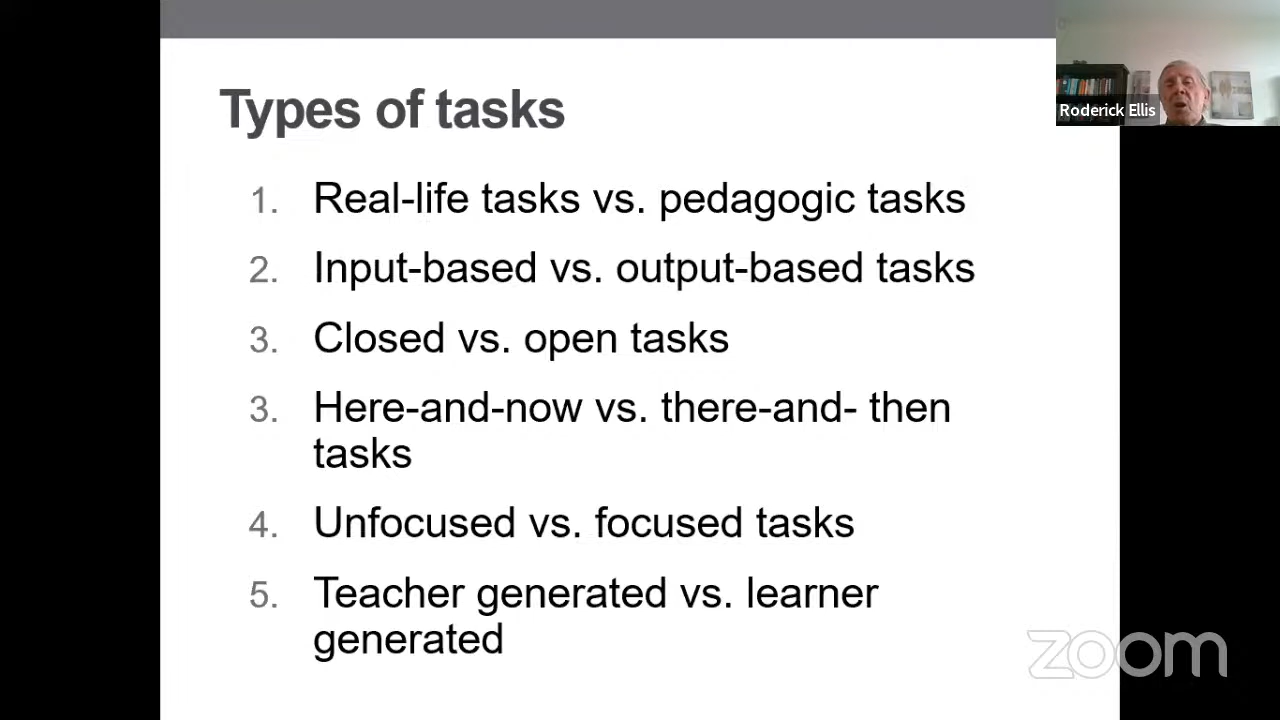 Types of tasks
1. Real-life tasks vs. pedagogic tasks
2. Input-based vs. output-based tasks
3. Closed vs. open tasks
3. Here-and-now vs. there-and- then
tasks
4. Unfocused vs. focused tasks
5. Teacher generated vs. learner
generated
Roderick Ellis
zoom